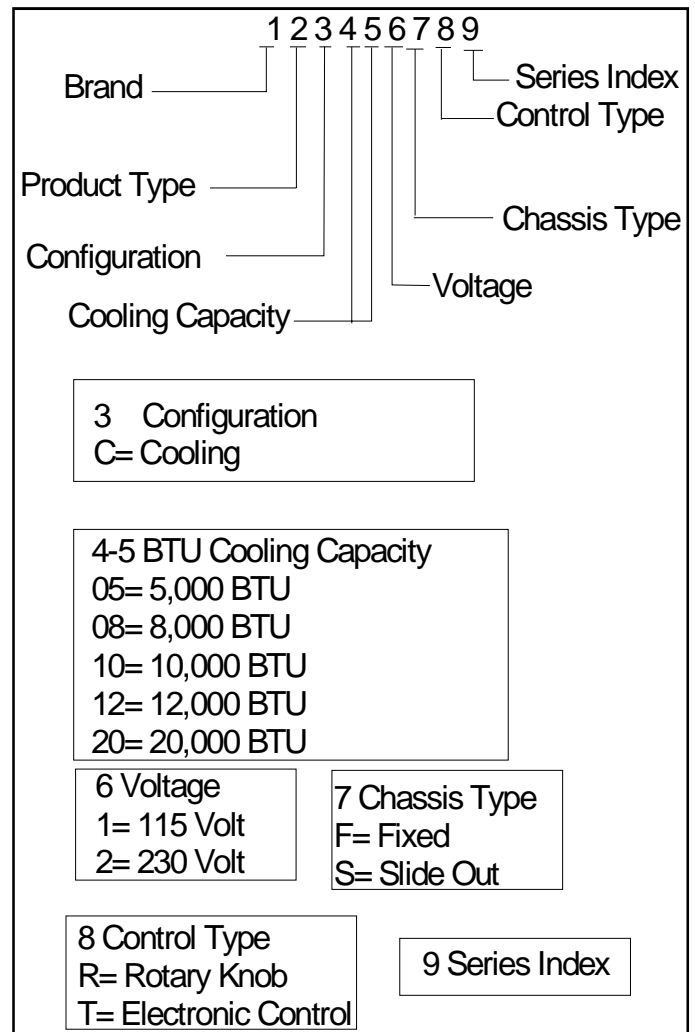 1 2 3 4 5 6 7 8 9
Brand
Series Index
Control Type
Product Type
Chassis Type
Configuration
Voltage
Cooling Capacity
3 Configuration
C= Cooling
4-5 BTU Cooling Capacity
05= 5,000 BTU
08= 8,000 BTU
10= 10,000 BTU
12= 12,000 BTU
20= 20,000 BTU
6 Voltage
1= 115 Volt
2= 230 Volt
7 Chassis Type
F= Fixed
S= Slide Out
8 Control Type
R= Rotary Knob
T= Electronic Control
9 Series Index